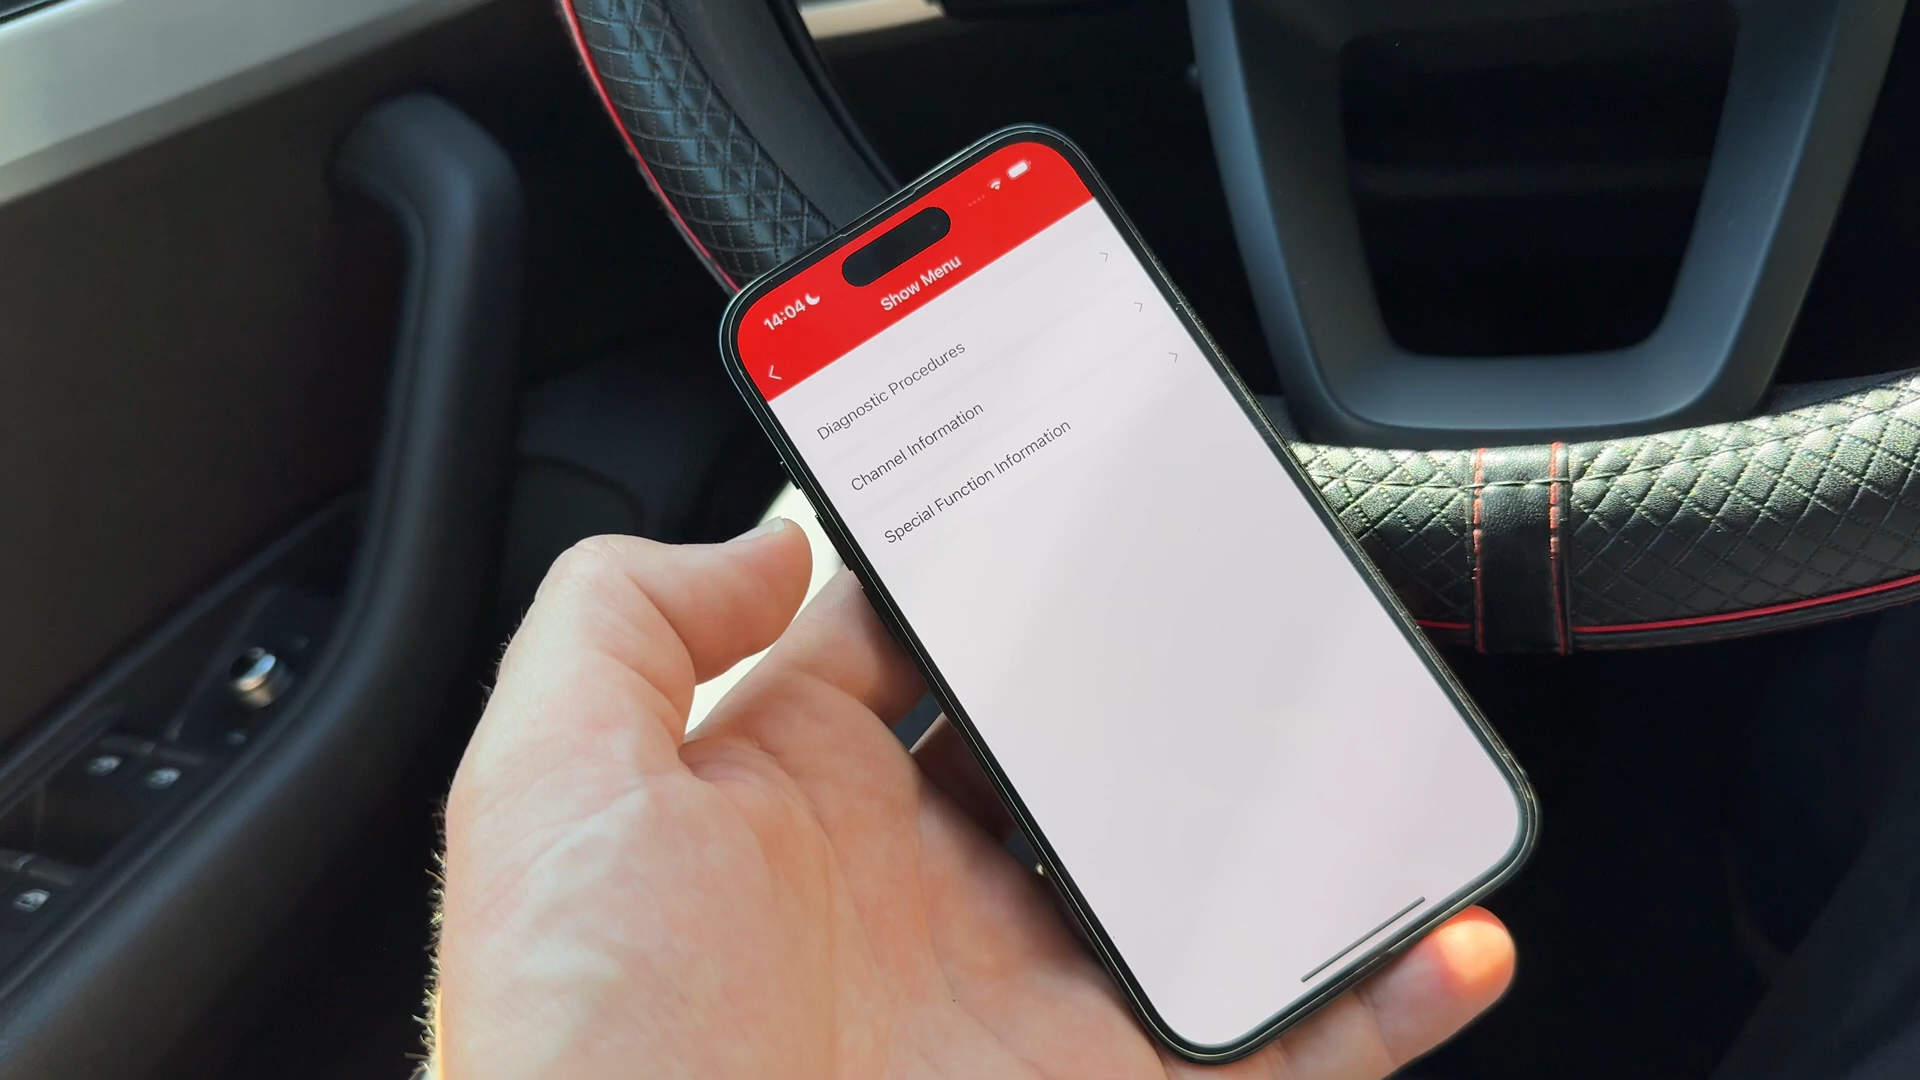 14:04
Show Menu
Diagnostic Procedures
Channel Information
Special Function Information